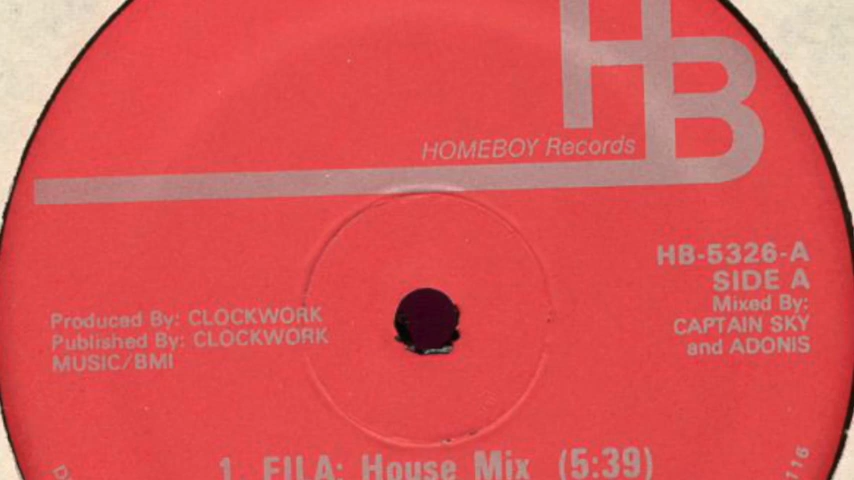 HB
HOMEBOY Records
HB-5326-A
SIDE A
Mixed By:
CAPTAIN SKY
and ADONIS
Produced By: CLOCKWORK
Published By: CLOCKWORK
MUSIC/BMI
1. FILA: House Mix (5:39)
116